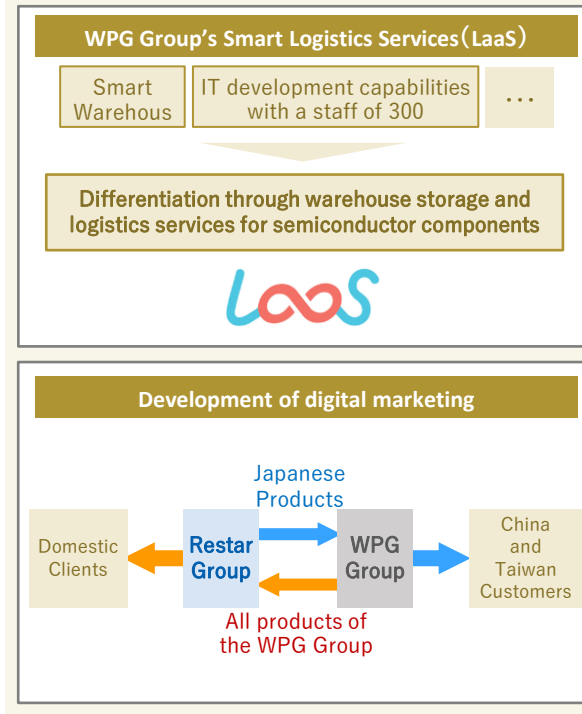 WPG Group's Smart Logistics Services(LaaS)
Smart
Warehous
IT development capabilities
with a staff of 300
...
Differentiation through warehouse storage and
logistics services for semiconductor components
LaaS
Development of digital marketing
Japanese
Products
Domestic
Clients
Restar
Group
WPG
Group
China
and
Taiwan
Customers
All products of
the WPG Group